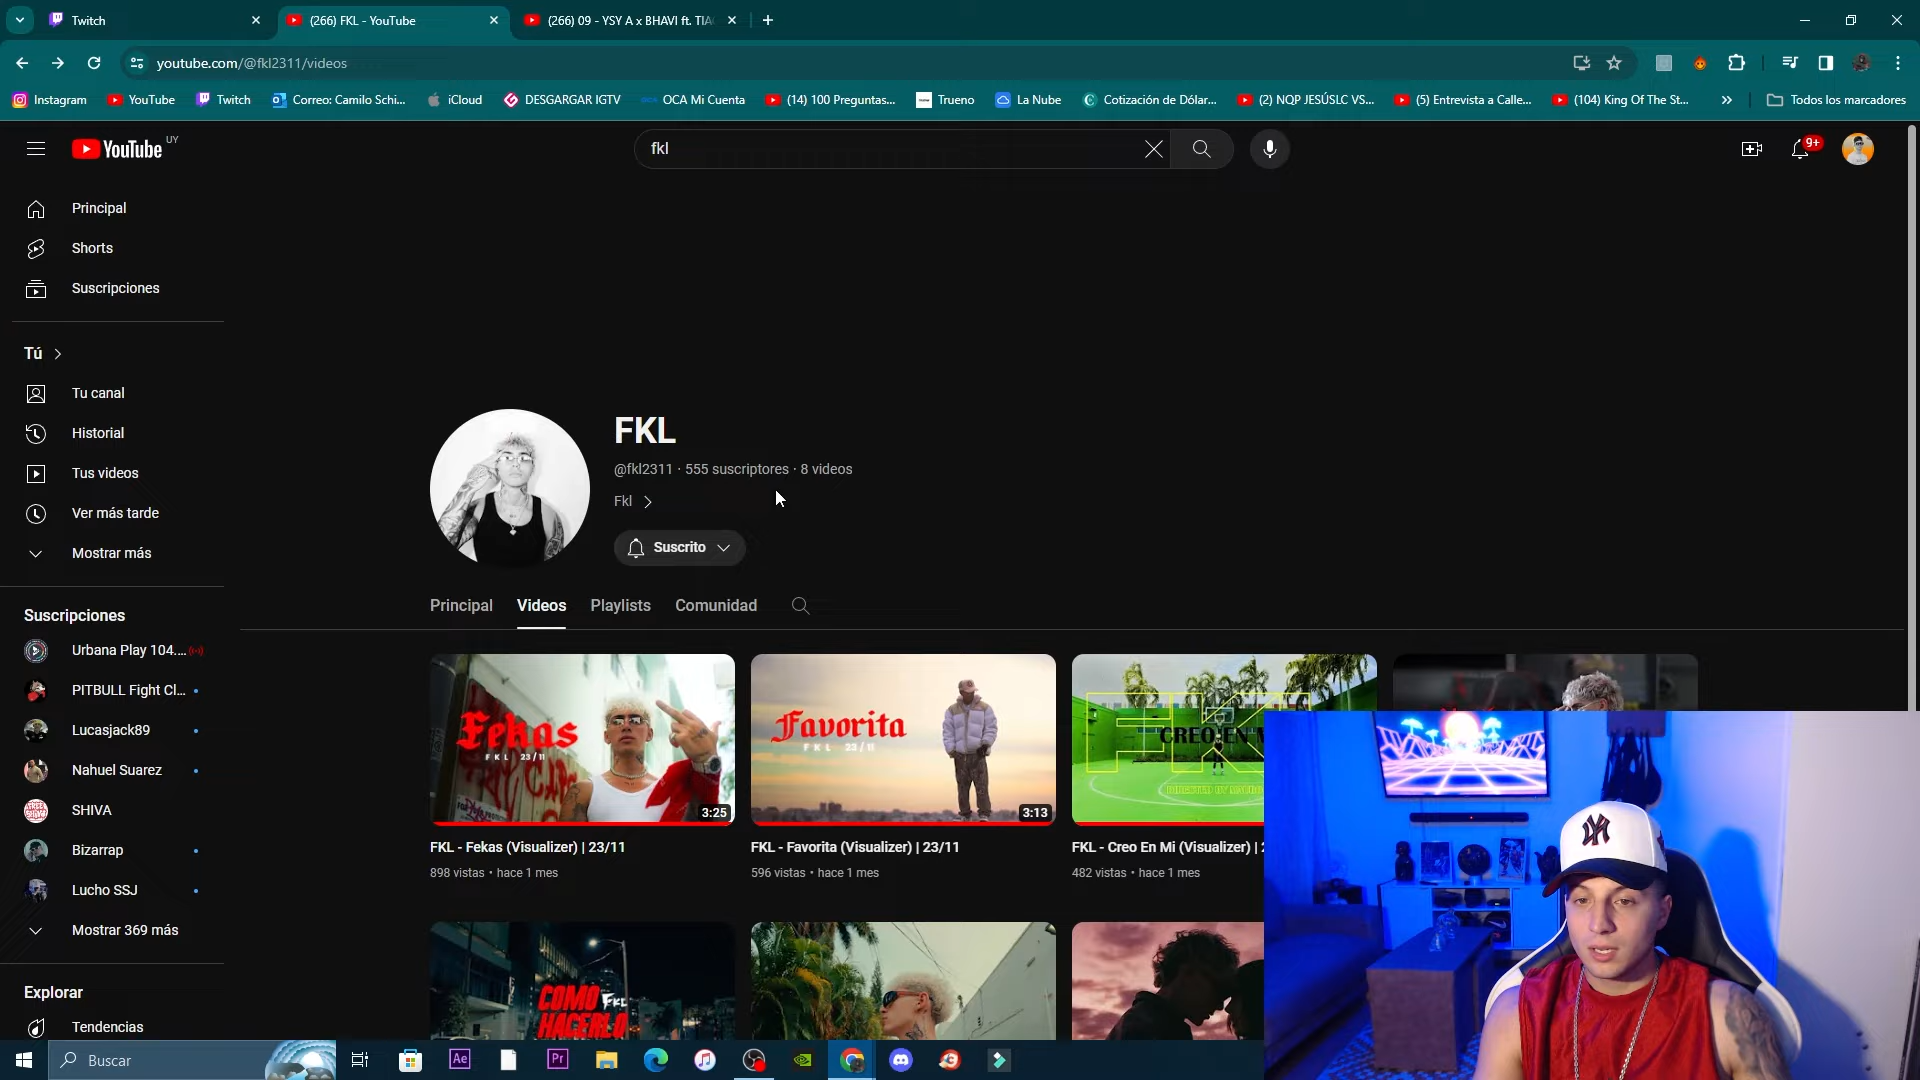 Twitch
(266) FKL - YouTube
(266) 09 - YSY A x BHAVI ft. TIA
youtube.com/@fkl2311/videos
Instagram
YouTube
Twitch
Correo: Camilo Schi...
iCloud
DESGARGAR IGTV
OCA Mi Cuenta
(14) 100 Preguntas...
Trueno
La Nube
Cotización de Dólar...
(2) NQP JESÚSLC VS...
(5) Entrevista a Calle...
(104) King Of The St...
Todos los marcadores
YouTube UY
fkl
9+
Principal
Shorts
Suscripciones
Tú
Tu canal
Historial
Tus videos
Ver más tarde
Mostrar más
Suscripciones
Urbana Play 104....
PITBULL Fight Cl...
Lucasjack89
Nahuel Suarez
SHIVA
Bizarrap
Lucho SSJ
Mostrar 369 más
Explorar
Tendencias
FKL
@fkl2311 · 555 suscriptores · 8 videos
Fkl
Suscrito
Principal
Videos
Playlists
Comunidad
Fekas
FKL 23/11
3:25
Favorita
FKL 23/11
3:13
FKL
CREO EN
FKL - Fekas (Visualizer) | 23/11
898 vistas • hace 1 mes
FKL - Favorita (Visualizer) | 23/11
596 vistas • hace 1 mes
FKL - Creo En Mi (Visualizer) |
482 vistas • hace 1 mes
COMO FKL
HACERLO
NY
Buscar
Ae
Pr